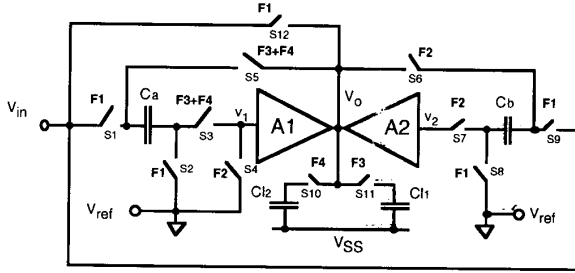 F1
S12
F3+F4
S5
F2
S6
Vin
F1
S1
Ca
F3+F4
S3
v1
A1
Vo
A2
v2
F2
S7
Cb
F1
S9
F1
S2
F2
S4
F4
S10
F3
S11
F1
S8
Cl2
Cl1
Vref
Vref
VSS